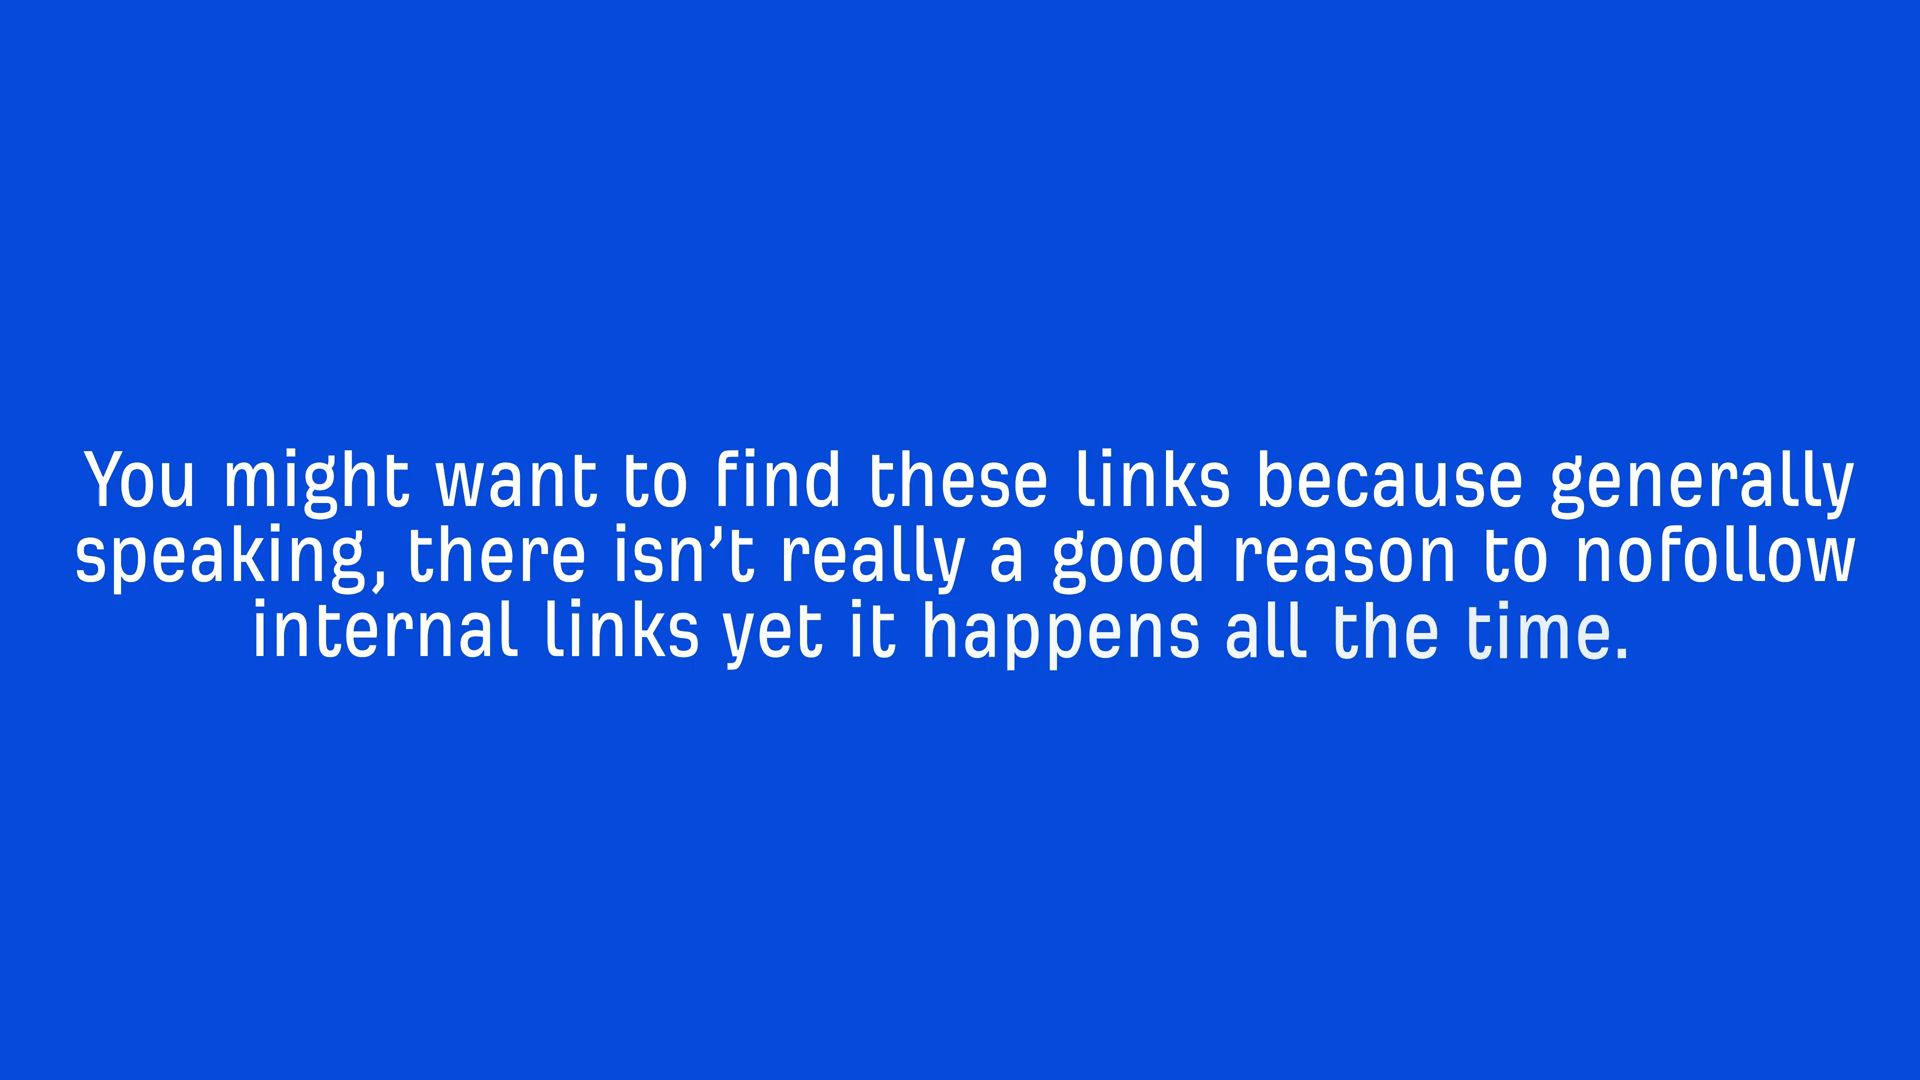 You might want to find these links because generally
speaking, there isn’t really a good reason to nofollow
internal links yet it happens all the time.